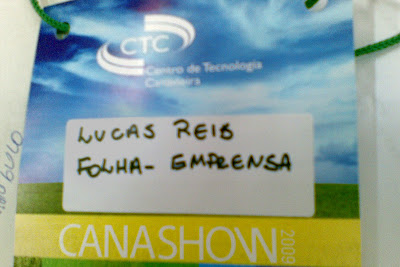 CTC
Centro de Tecnologia
Canavieira
LUCAS REIS
FOLHA - EMPRENSA
CANASHOW 2009